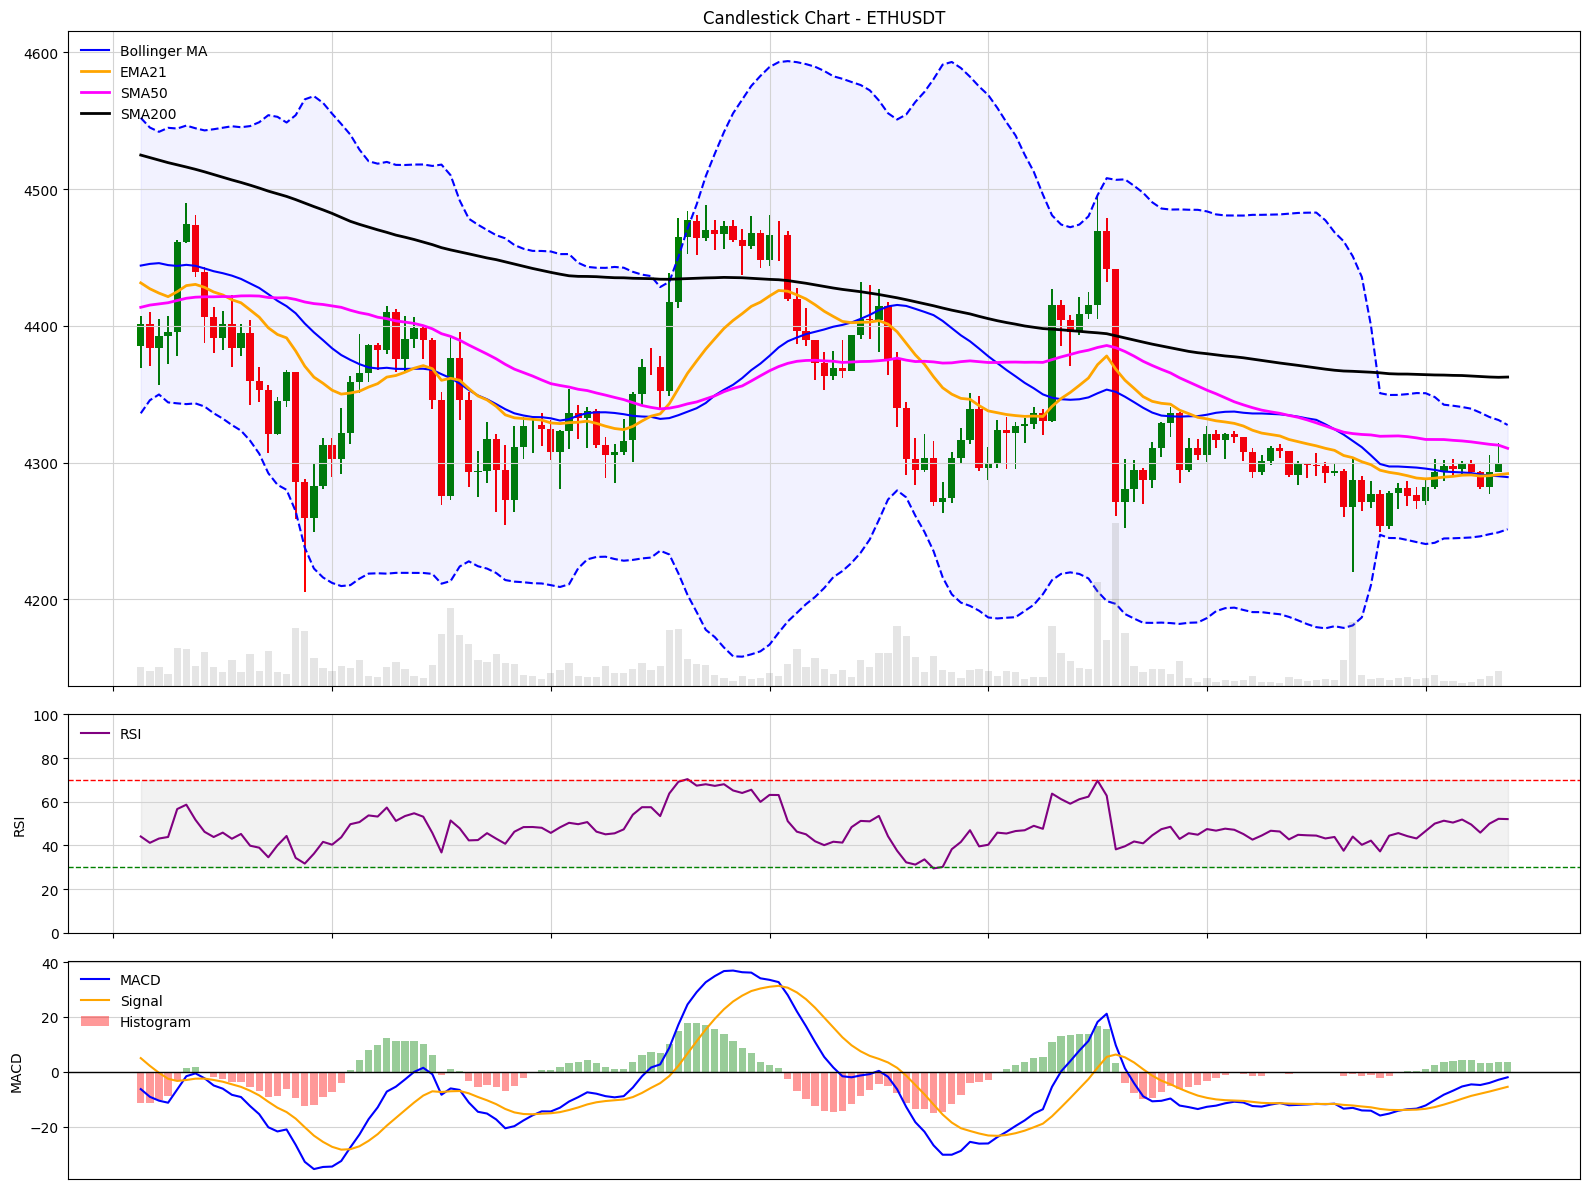 Candlestick Chart - ETHUSDT
Bollinger MA
EMA21
SMA50
SMA200
4600
4500
4400
4300
4200
RSI
100
80
60
40
20
0
RSI
MACD
Signal
Histogram
40
20
0
−20
MACD